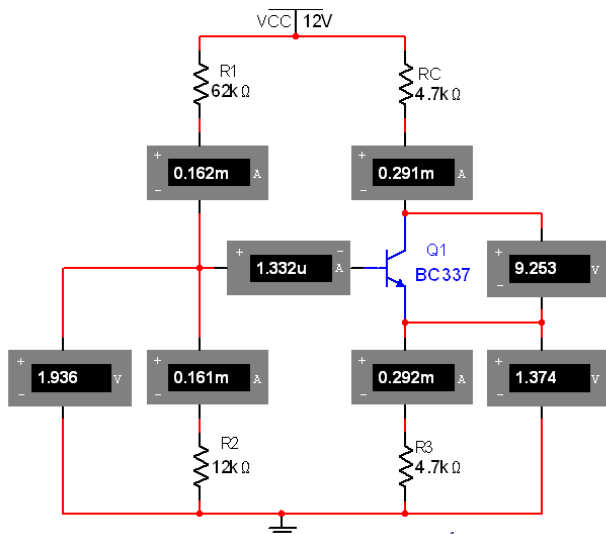 VCC 12V
R1
62kΩ
RC
4.7kΩ
+ 0.162m A
−
+ 0.291m A
−
+ −
1.332u A
Q1
BC337
+ 9.253 V
−
+ 1.936 V
−
+ 0.161m A
−
+ 0.292m A
−
+ 1.374 V
−
R2
12kΩ
R3
4.7kΩ